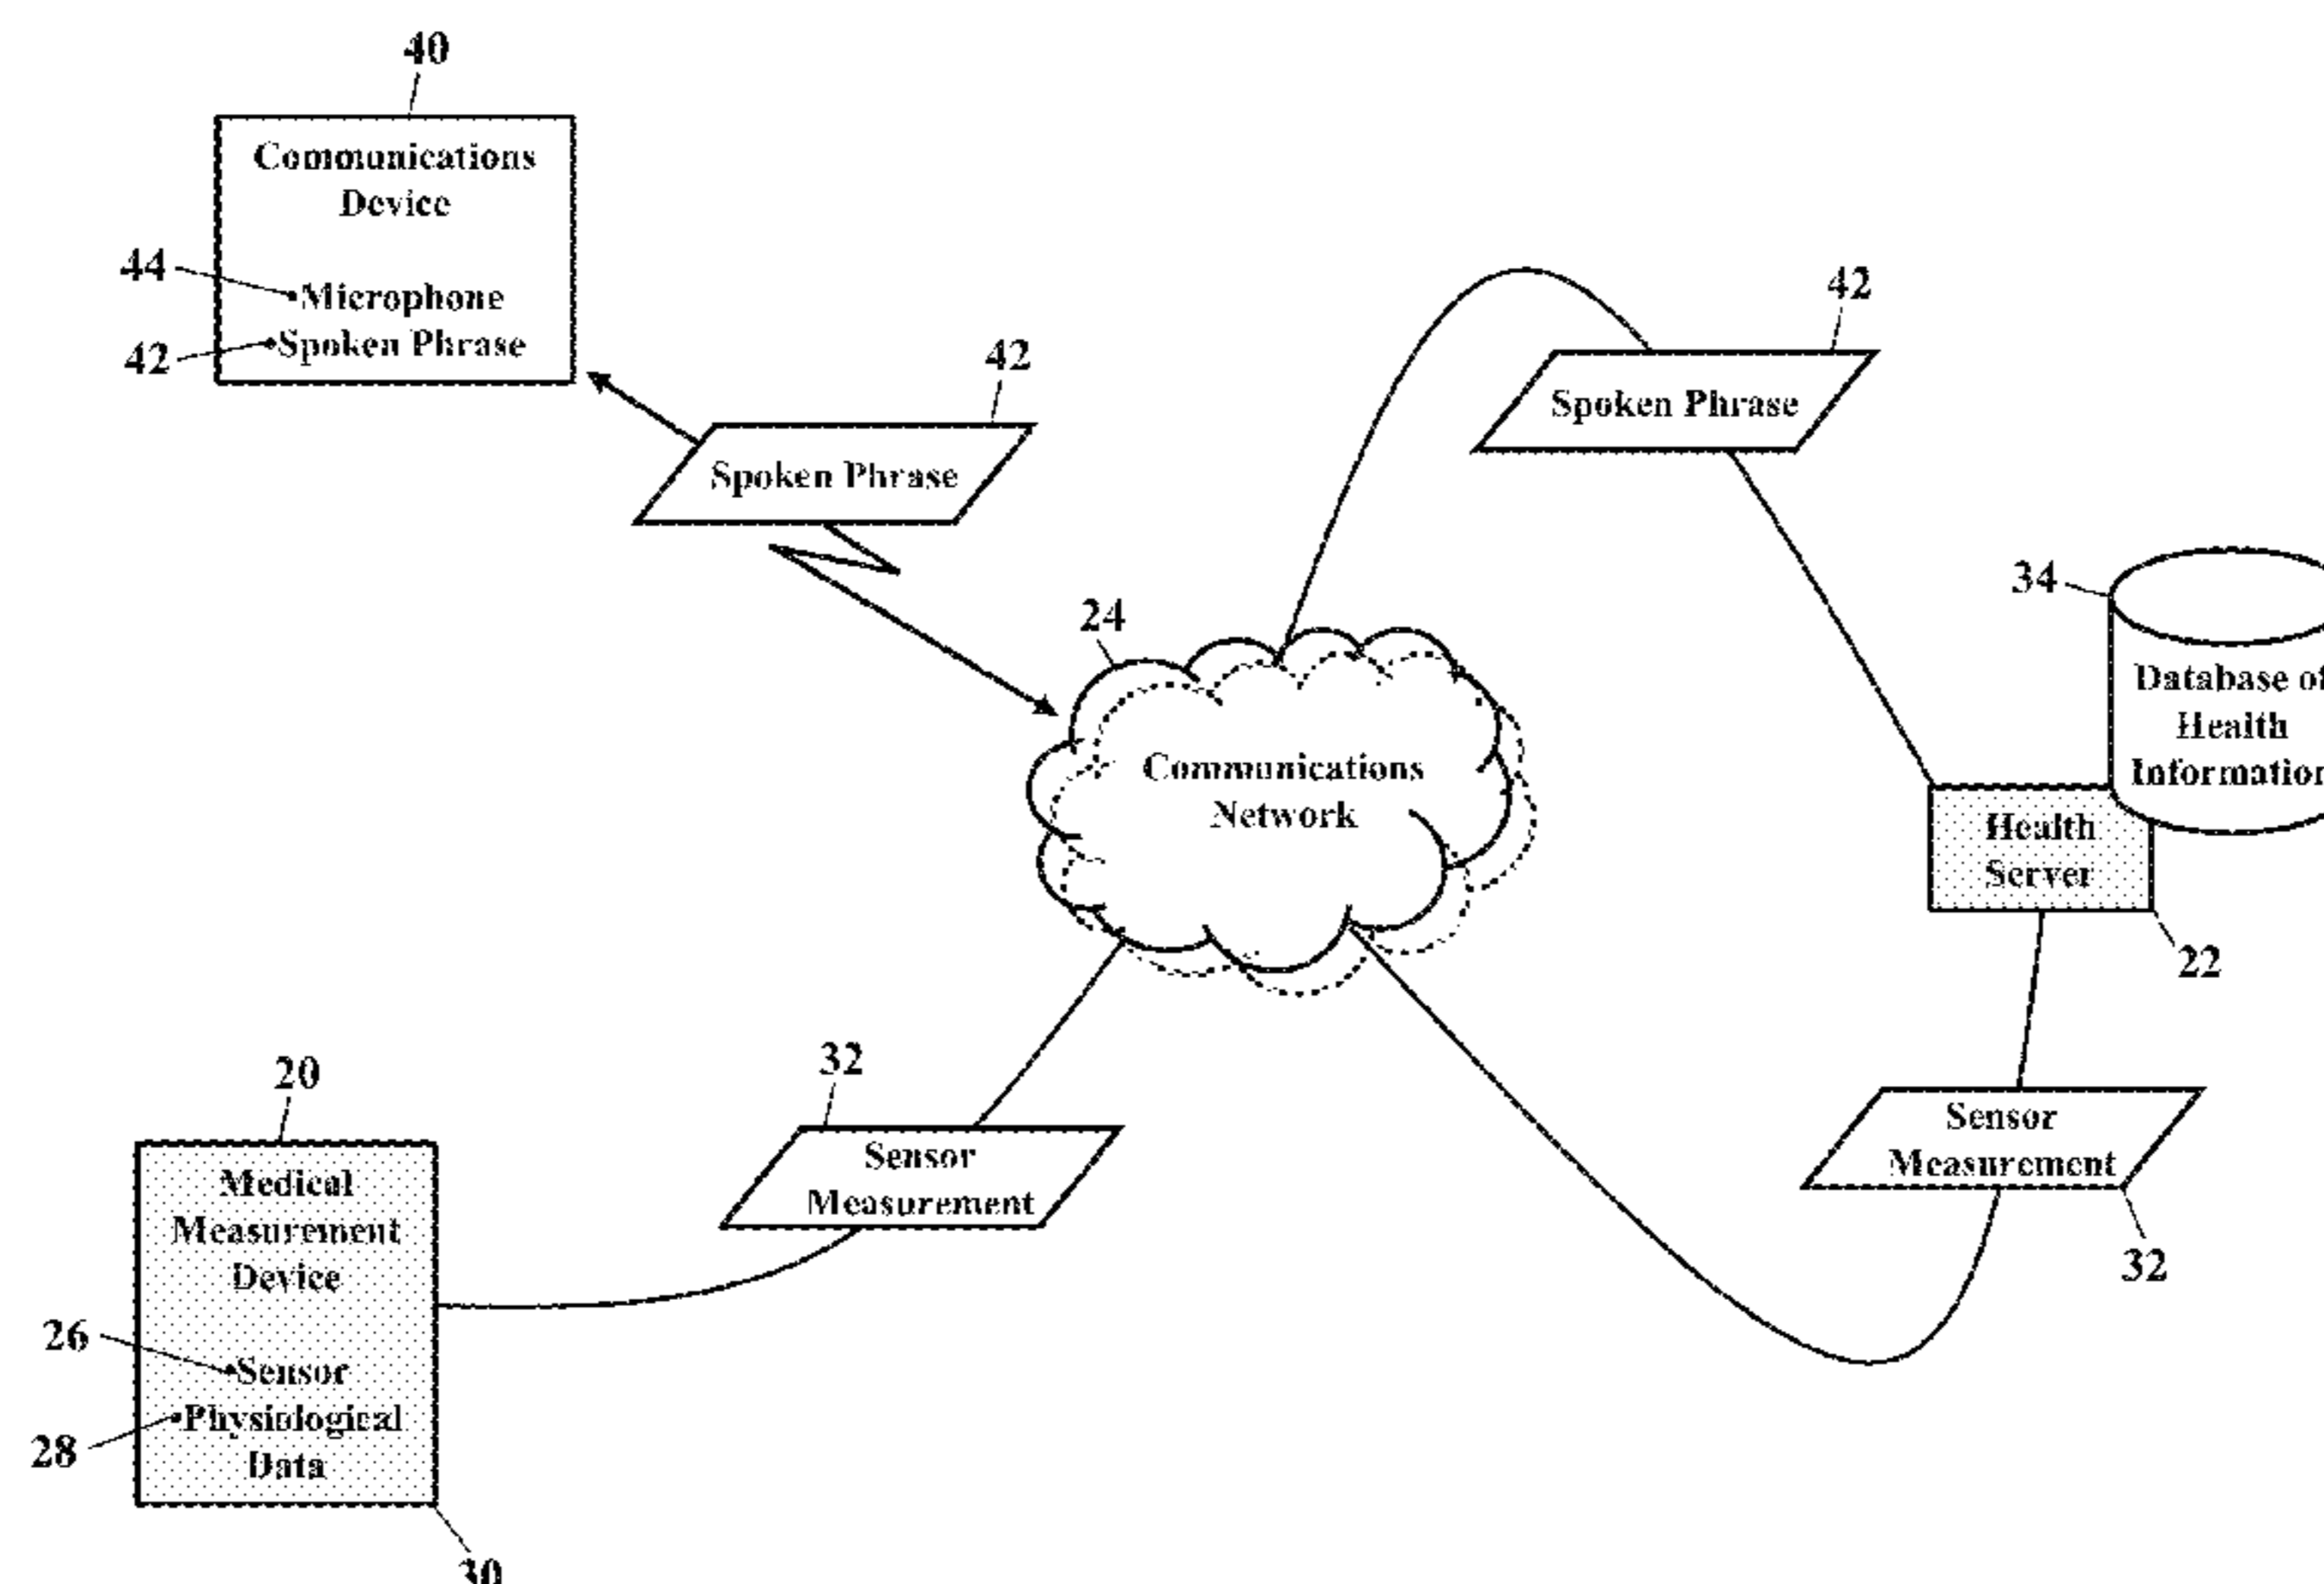 40
Communications
Device
44
•Microphone
42
•Spoken Phrase
42
Spoken Phrase
42
Spoken Phrase
24
Communications
Network
34
Database of
Health
Information
Health
Server
22
20
Medical
Measurement
Device
26
•Sensor
28
•Physiological
Data
30
32
Sensor
Measurement
Sensor
Measurement
32